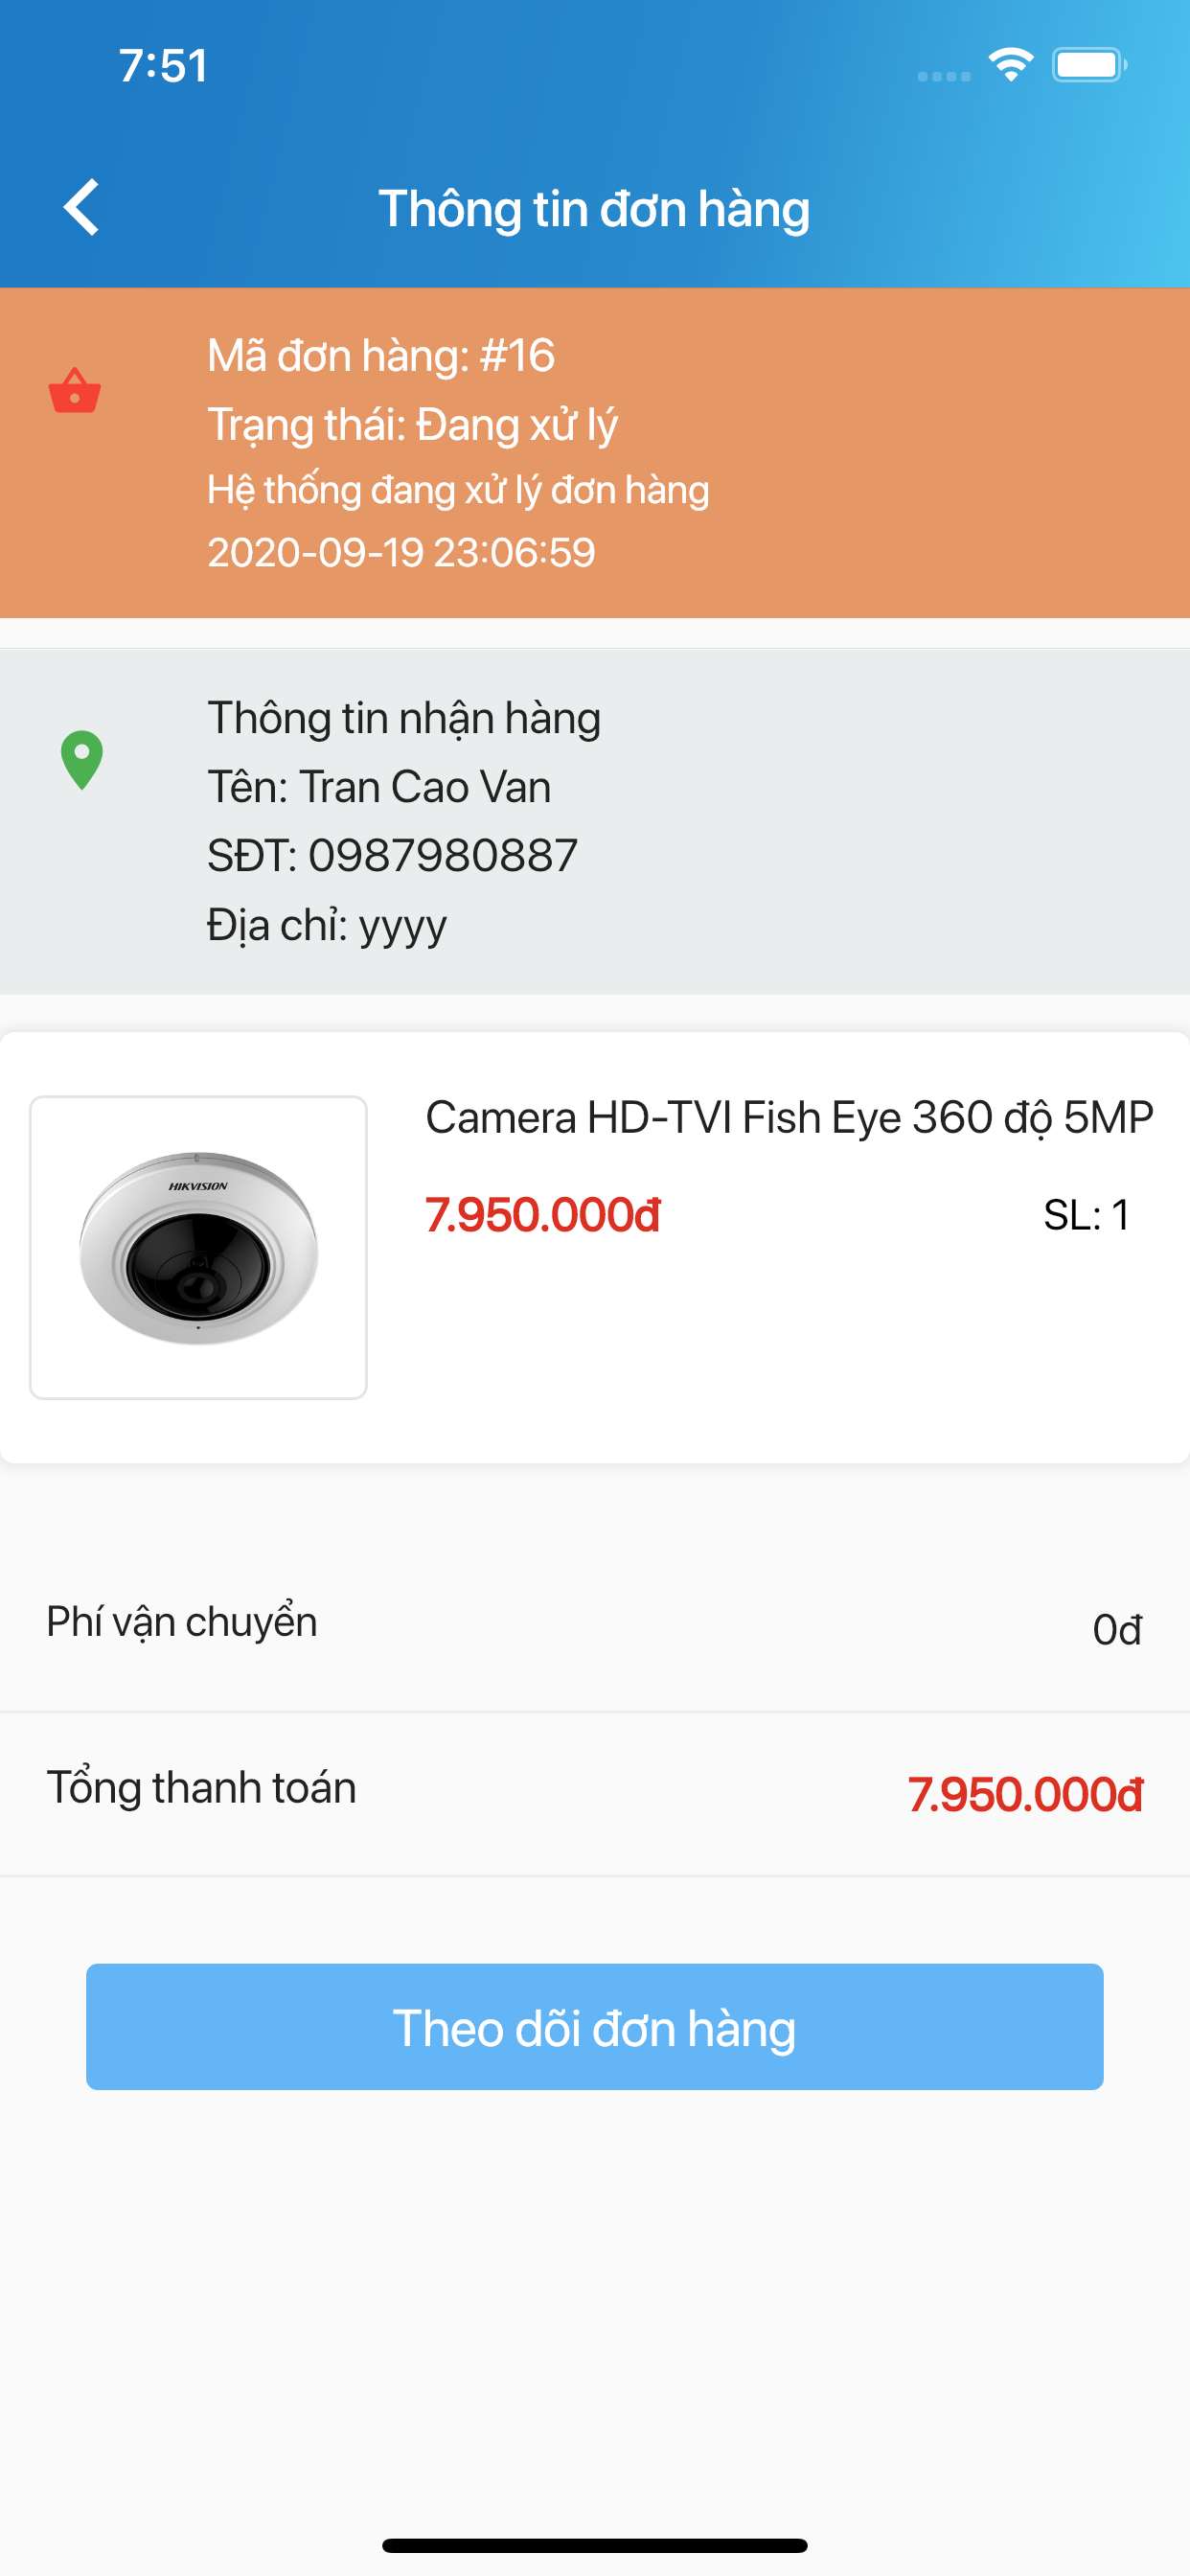 7:51
Thông tin đơn hàng
Mã đơn hàng: #16
Trạng thái: Đang xử lý
Hệ thống đang xử lý đơn hàng
2020-09-19 23:06:59
Thông tin nhận hàng
Tên: Tran Cao Van
SĐT: 0987980887
Địa chỉ: yyyy
Camera HD-TVI Fish Eye 360 độ 5MP
HIKVISION
7.950.000đ SL: 1
Phí vận chuyển 0đ
Tổng thanh toán 7.950.000đ
Theo dõi đơn hàng